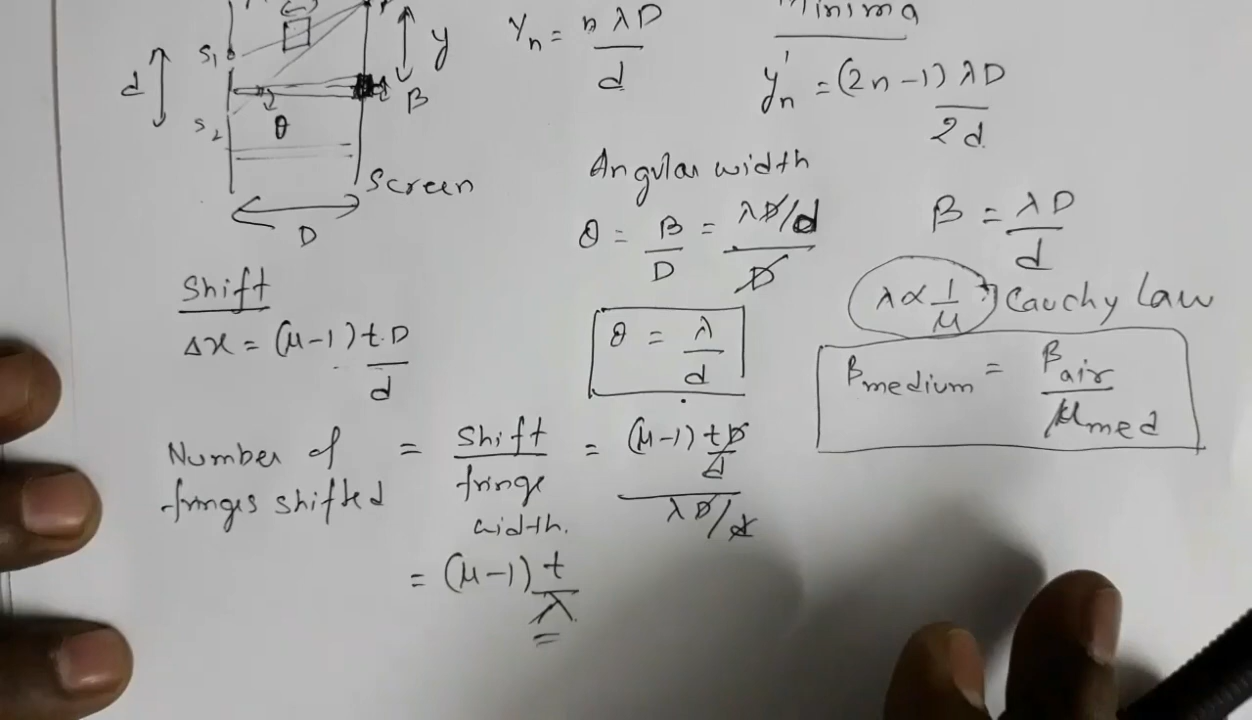 S₁
d
S₂
θ
y
β
Screen
D
Yₙ = nλD/d
Minima
y'ₙ = (2n-1)λD/2d
Angular width
θ = β/D = (λD/d)/D
β = λD/d
θ = λ/d
λ ∝ 1/μ Cauchy law
βmedium = βair/μmed
Shift
Δx = (μ-1)t.D/d
Number of fringes shifted = Shift/fringe width. = ((μ-1)tD/d)/(λD/d)
= (μ-1)t/λ